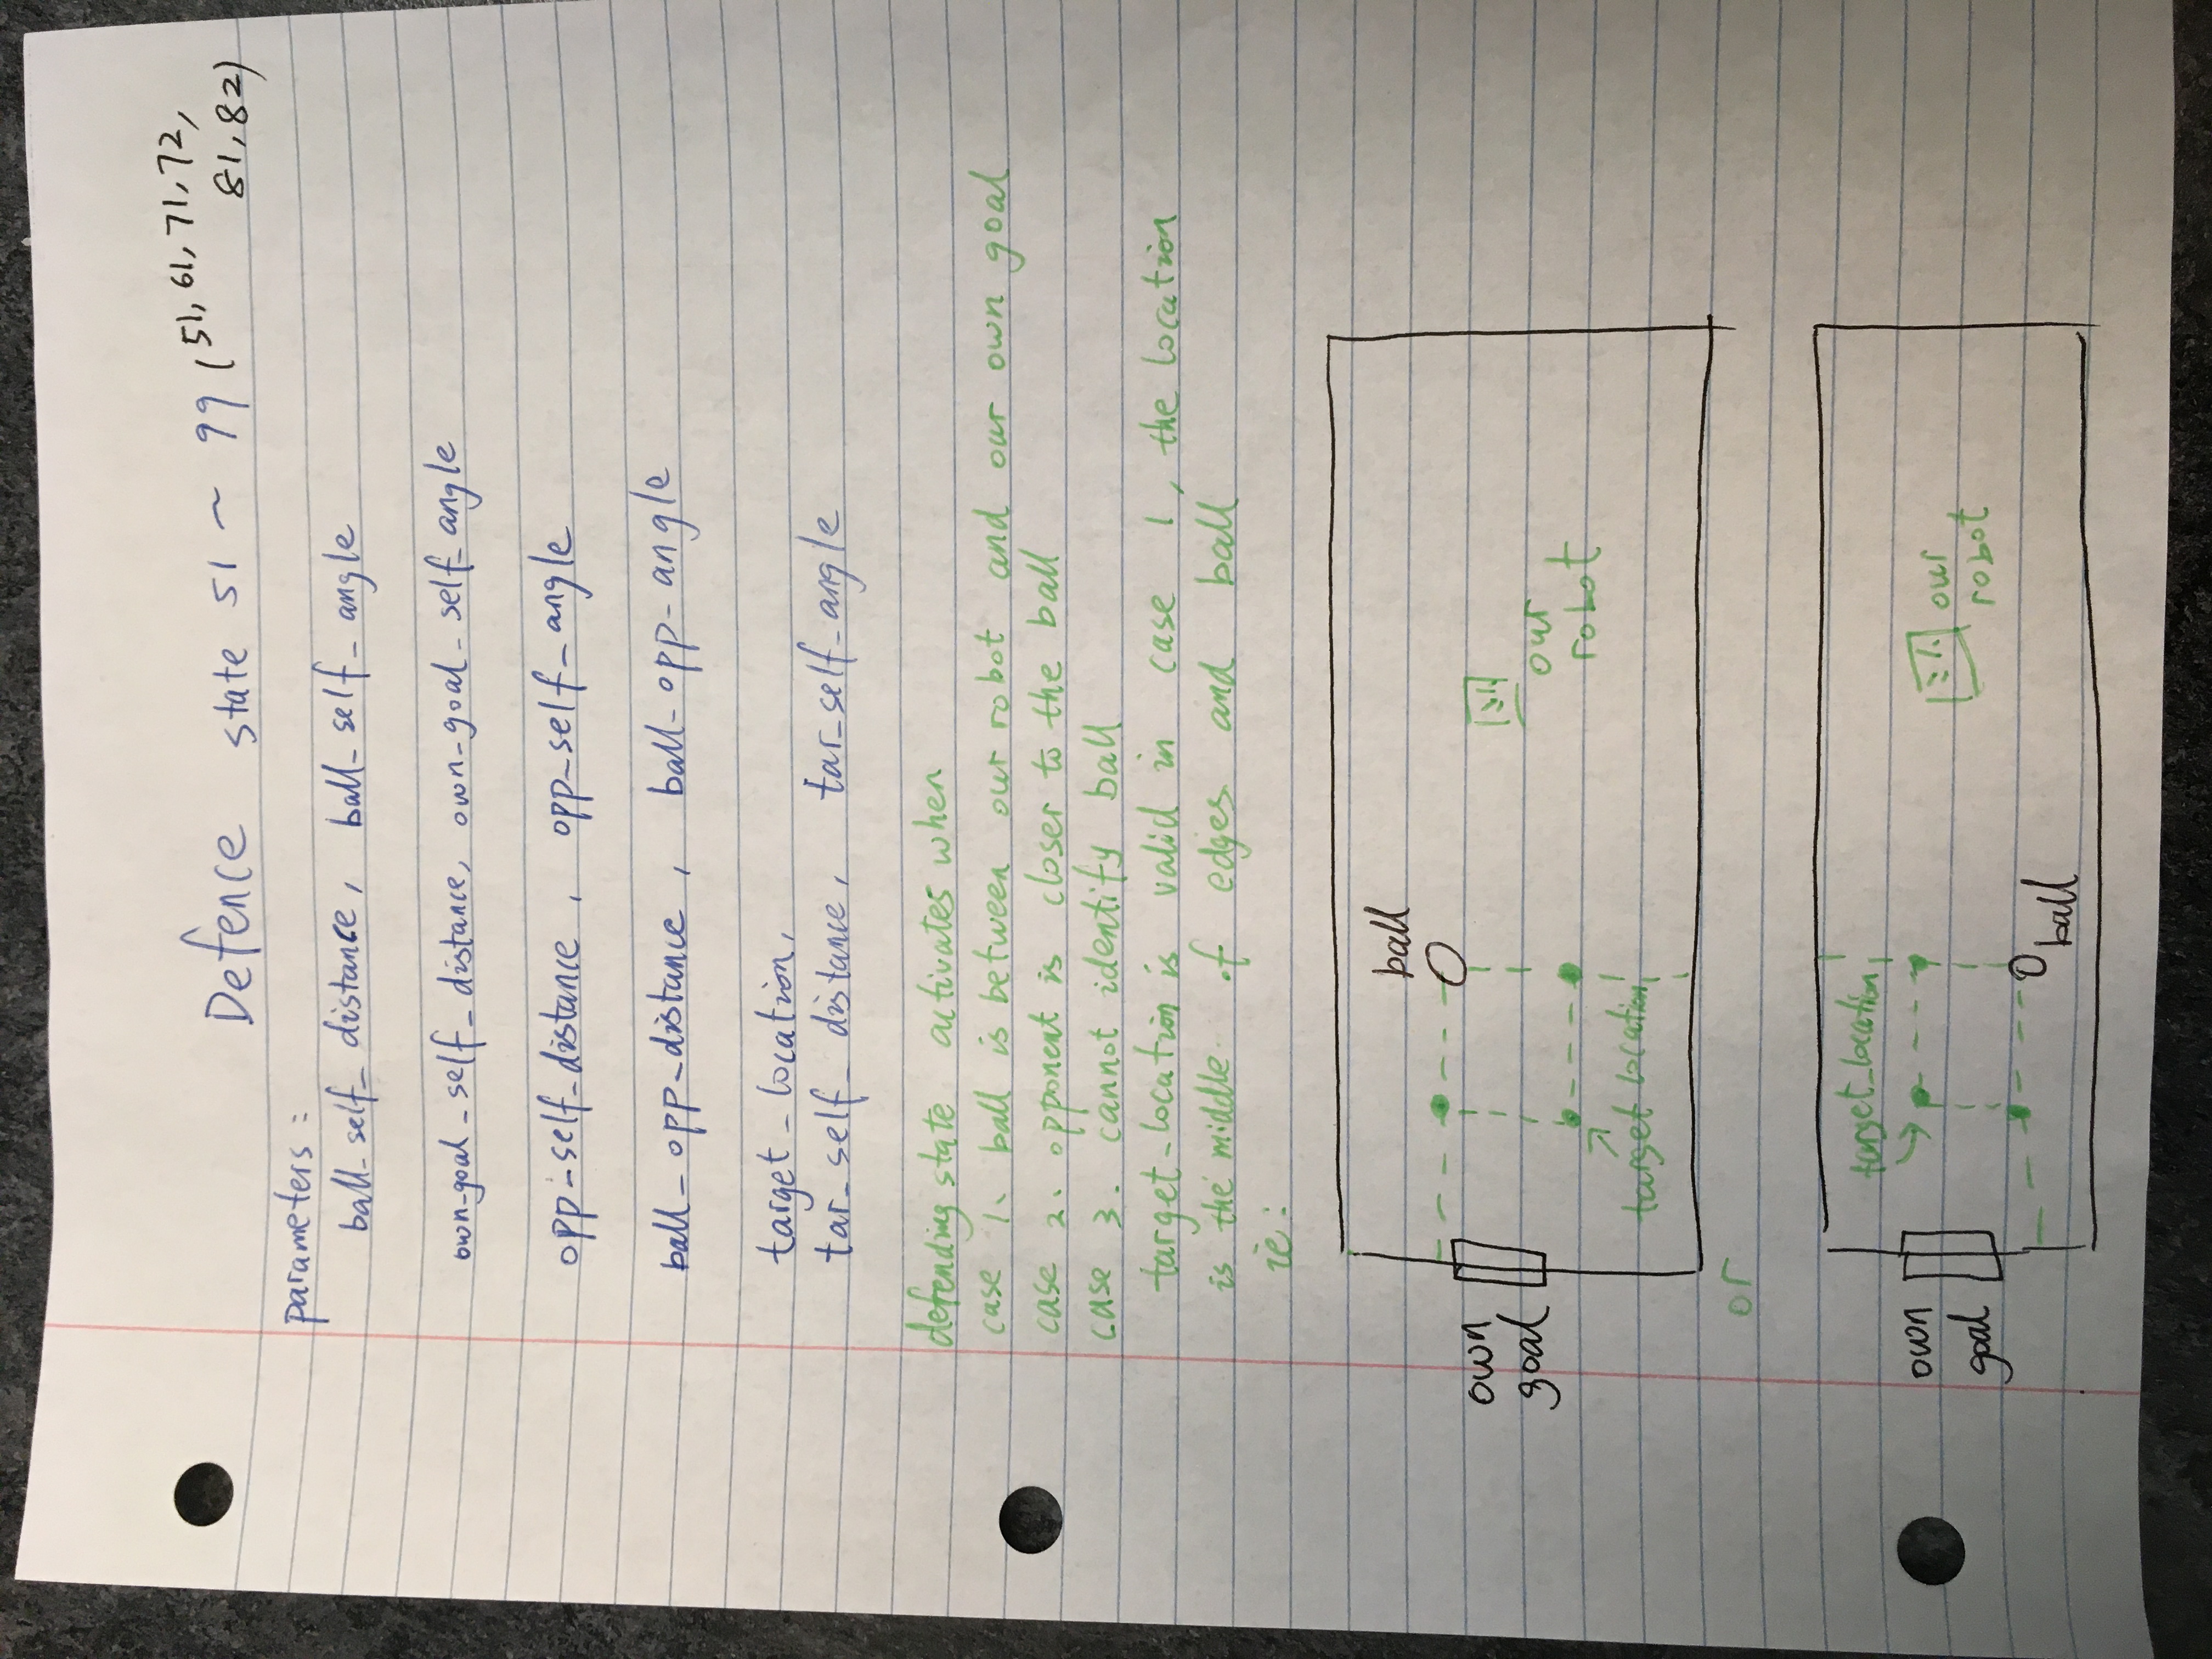 Defence state 51 ~ 99 (51, 61, 71, 72,
81, 82)
parameters:
ball_self_distance, ball_self_angle
own-goal_self_distance, own-goal_self_angle
opp_self_distance, opp_self_angle
ball_opp_distance, ball_opp_angle
target_location,
tar_self_distance, tar_self_angle
defending state activates when
case 1. ball is between our robot and our own goal
case 2. opponent is closer to the ball
case 3. cannot identify ball
target_location is valid in case 1, the location
is the middle of edges and ball
ie:
ball
own
goal
our
robot
target location
or
target_location
own
goal
our
robot
ball